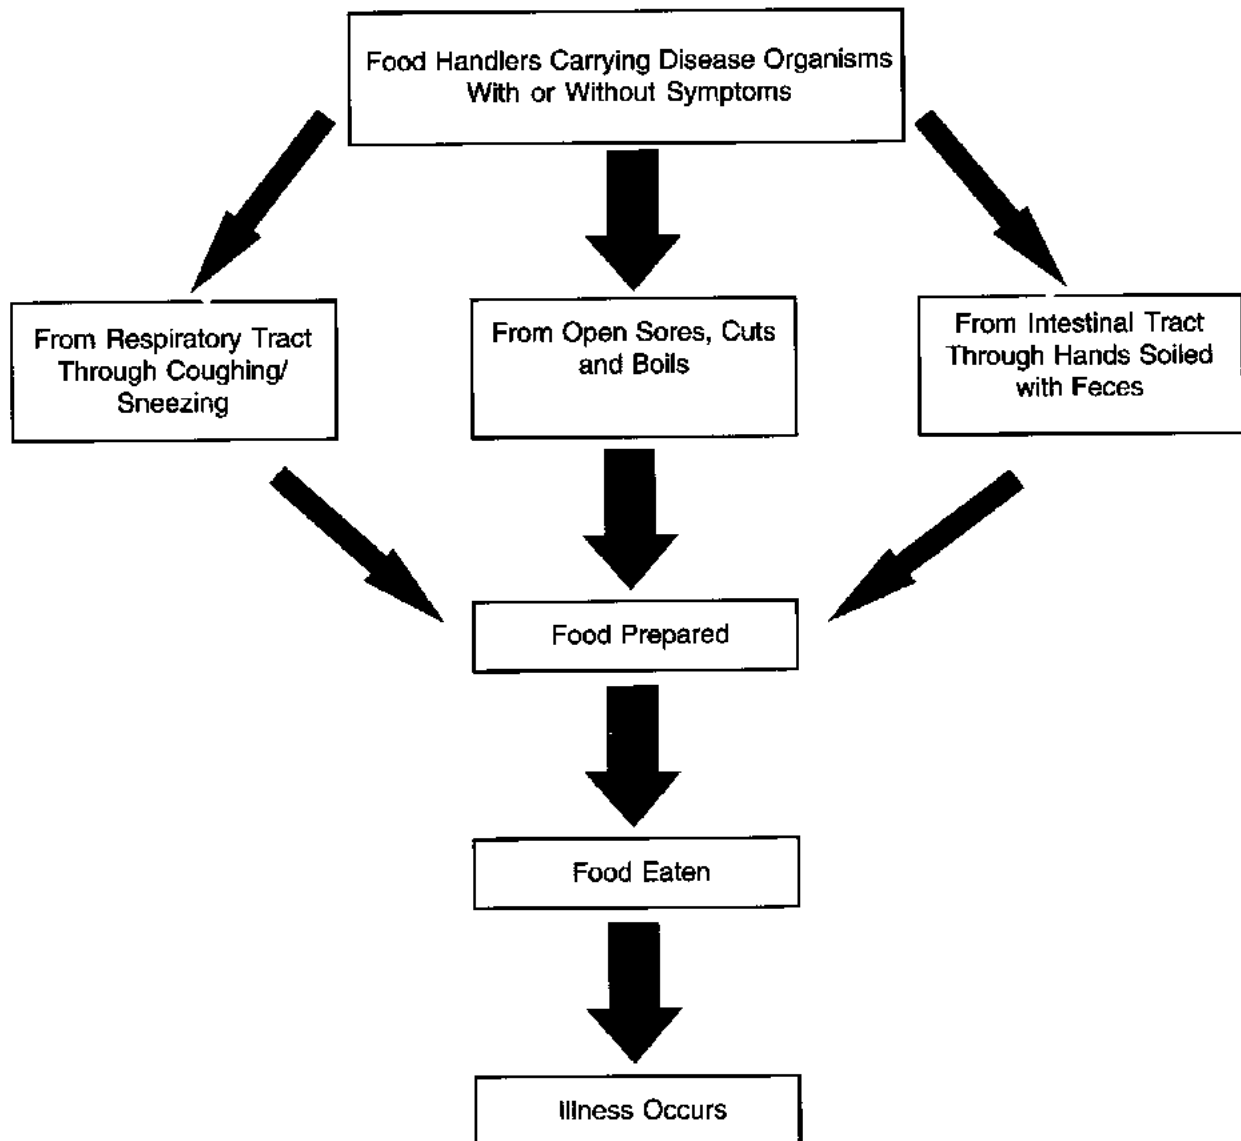 Food Handlers Carrying Disease Organisms
With or Without Symptoms
From Respiratory Tract
Through Coughing/
Sneezing
From Open Sores, Cuts
and Boils
From Intestinal Tract
Through Hands Soiled
with Feces
Food Prepared
Food Eaten
Illness Occurs